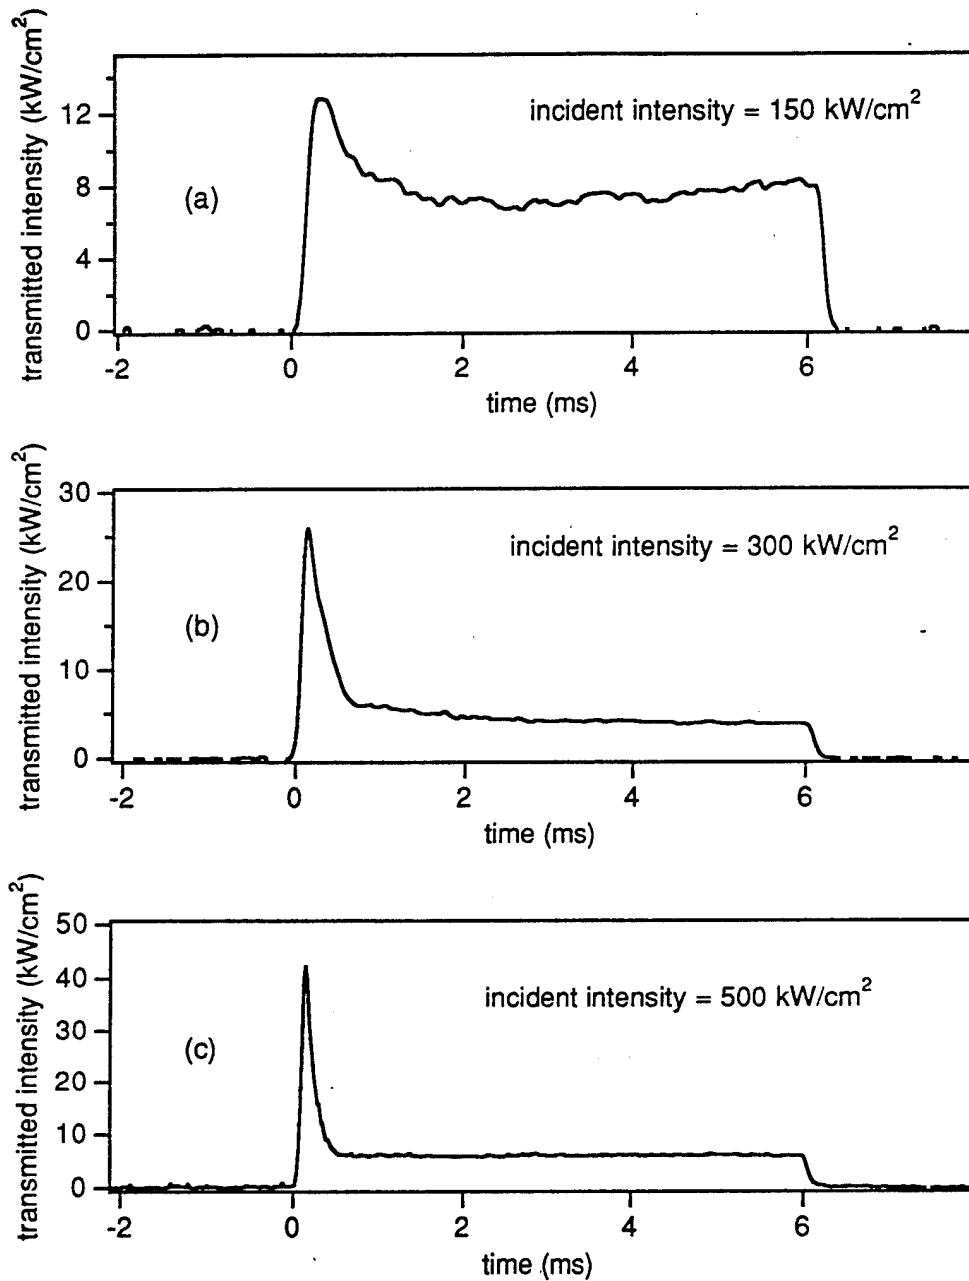 transmitted intensity (kW/cm²)
12
8
4
0
(a)
incident intensity = 150 kW/cm²
-2
0
2
4
6
time (ms)
transmitted intensity (kW/cm²)
30
20
10
0
(b)
incident intensity = 300 kW/cm²
-2
0
2
4
6
time (ms)
transmitted intensity (kW/cm²)
50
40
30
20
10
0
(c)
incident intensity = 500 kW/cm²
-2
0
2
4
6
time (ms)